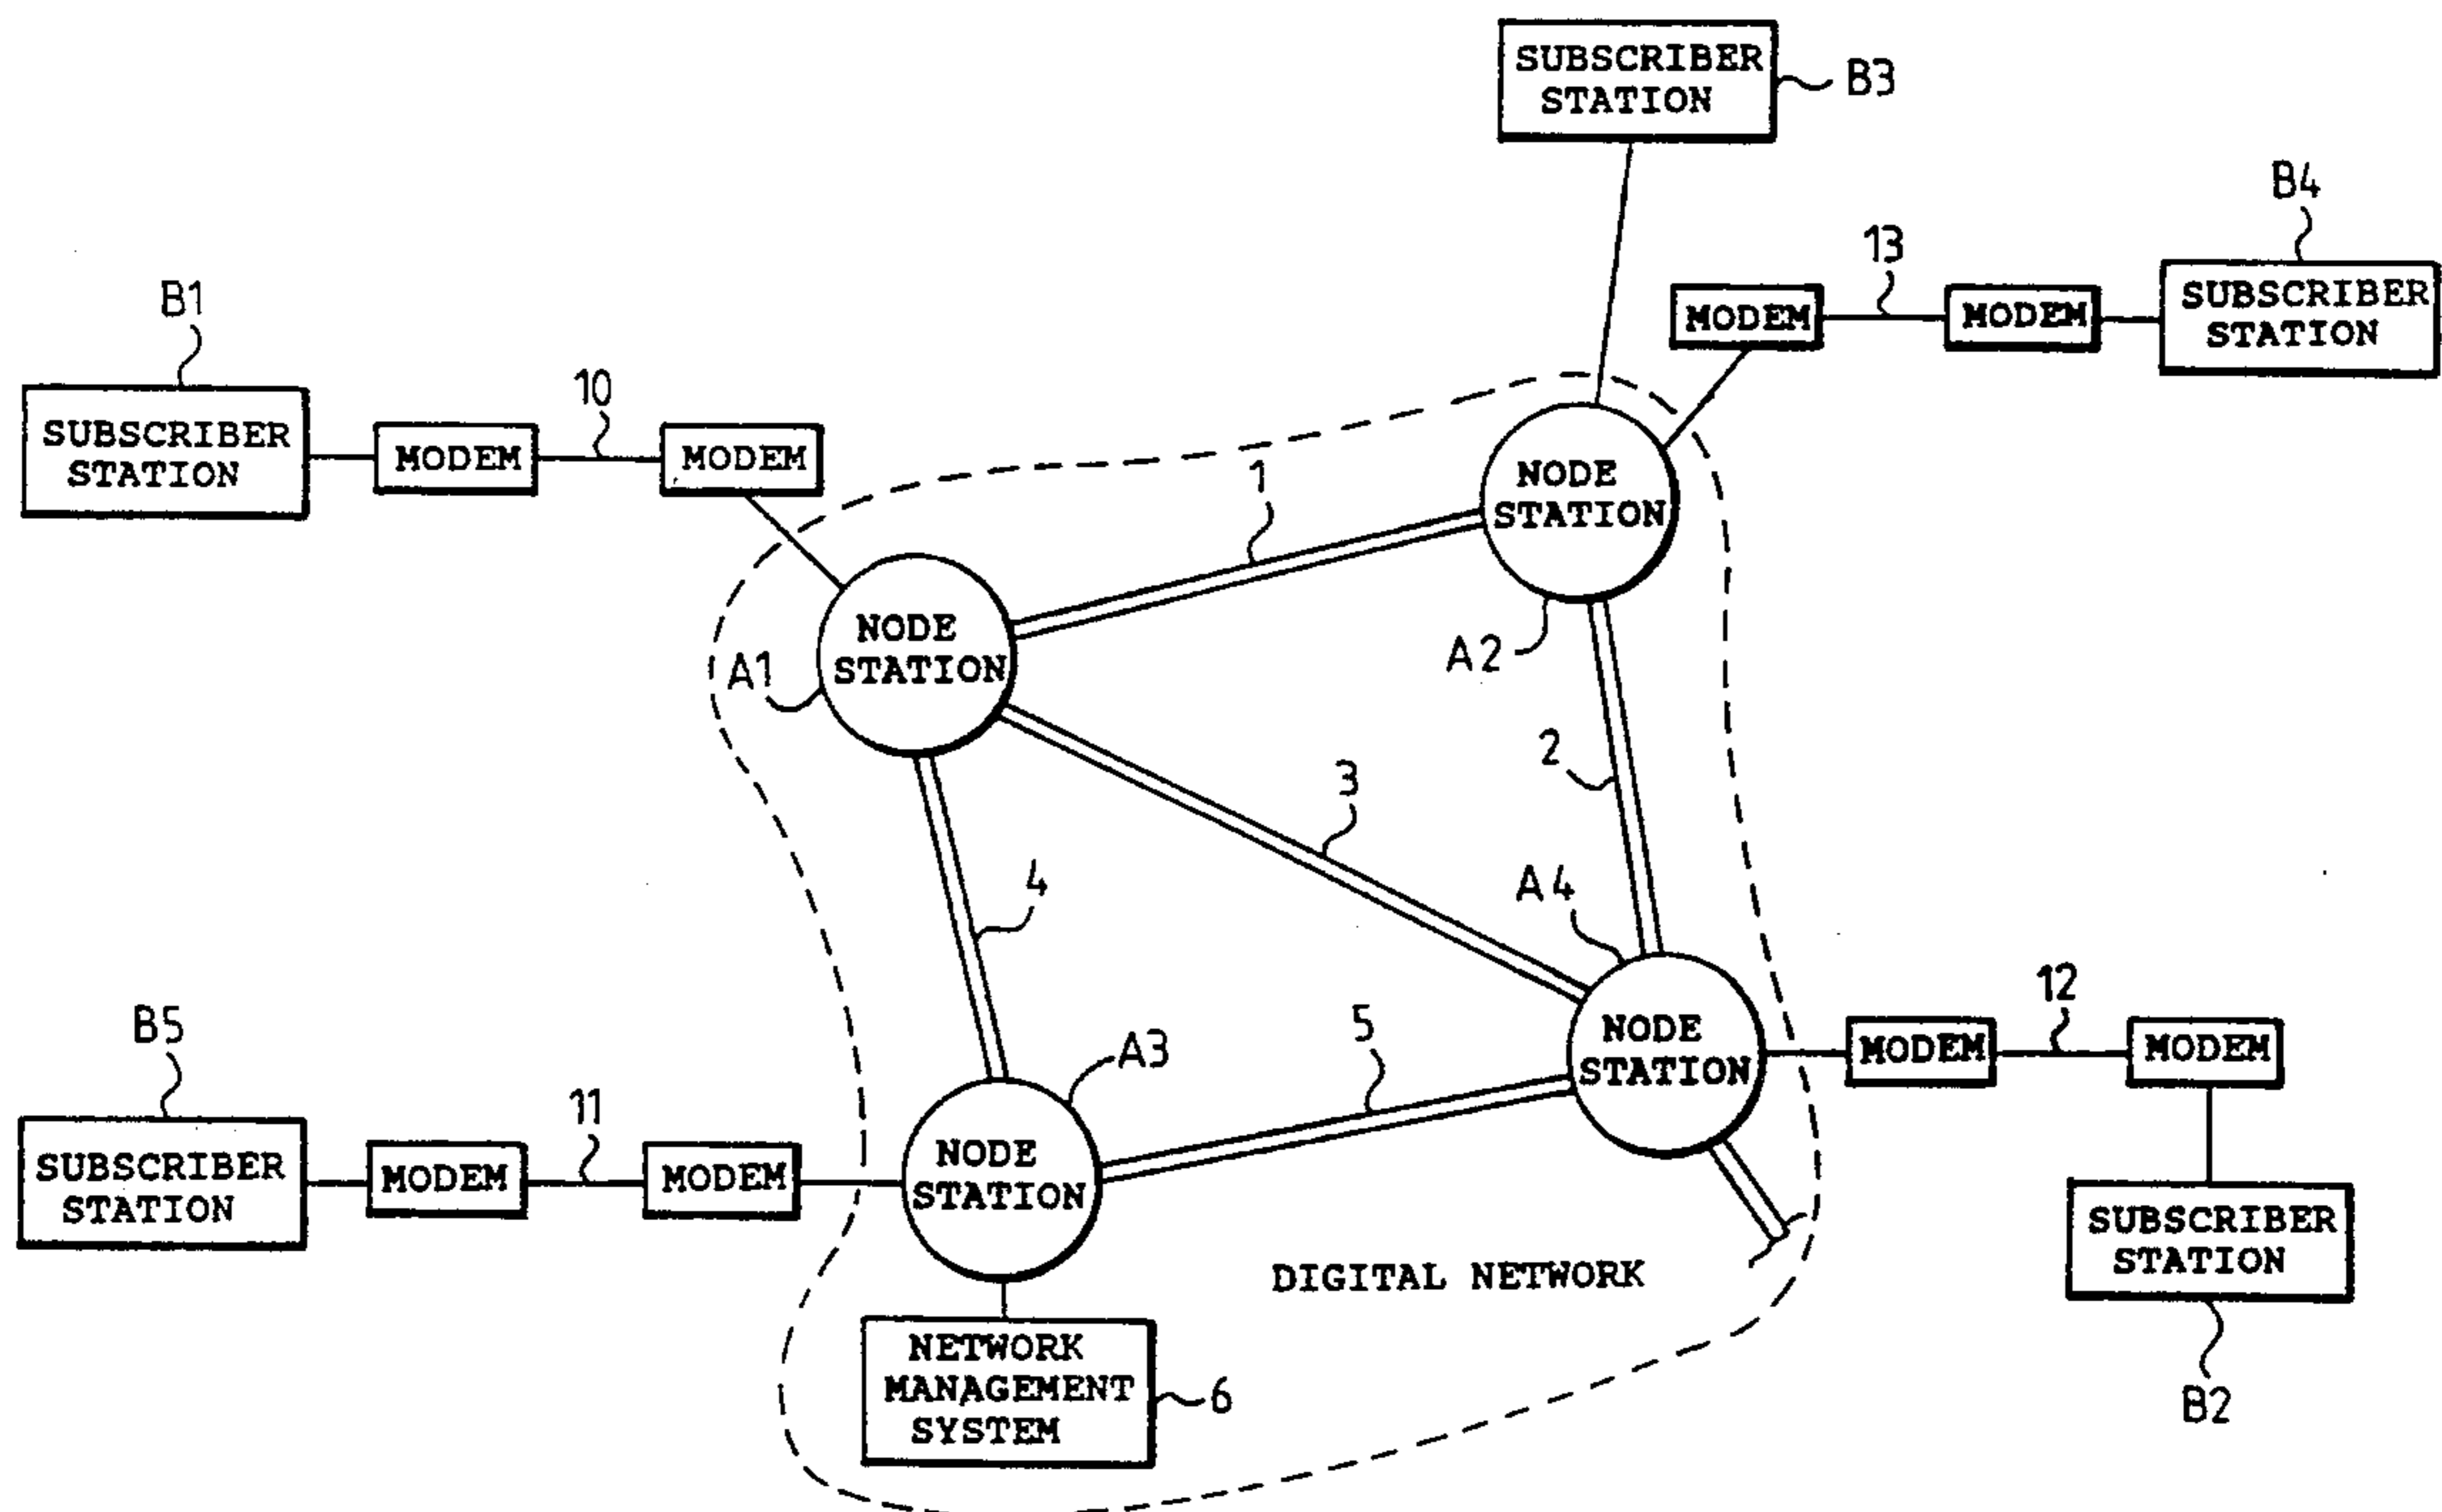 SUBSCRIBER
STATION
B3
B4
13
MODEM
MODEM
SUBSCRIBER
STATION
B1
10
SUBSCRIBER
STATION
MODEM
MODEM
1
NODE
STATION
A2
NODE
STATION
A1
2
3
4
A4
B5
11
A3
5
NODE
STATION
12
MODEM
MODEM
SUBSCRIBER
STATION
MODEM
MODEM
NODE
STATION
SUBSCRIBER
STATION
B2
DIGITAL NETWORK
NETWORK
MANAGEMENT
SYSTEM
6